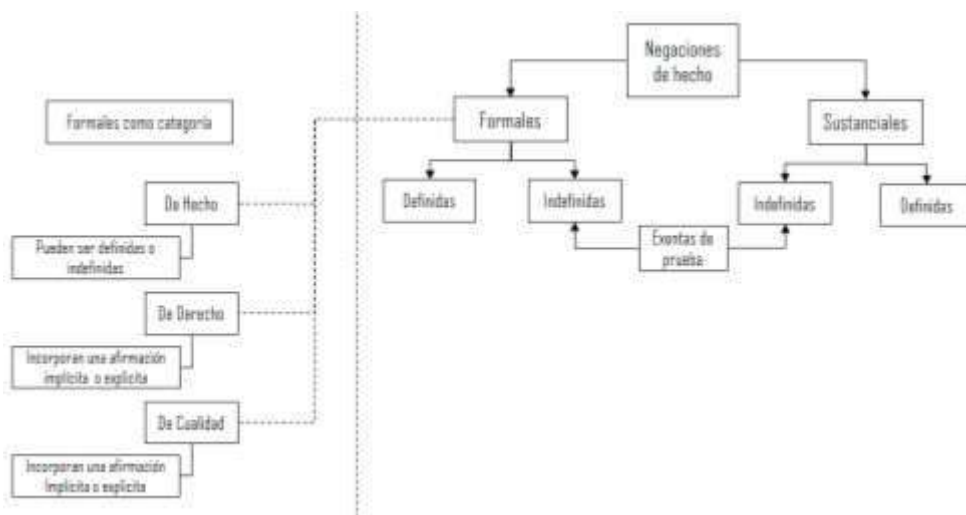 Formales como categoría
De Hecho
Pueden ser definidas o
indefinidas
De Derecho
Incorporan una afirmación
implícita o explícita
De Cualidad
Incorporan una afirmación
Implícita o explícita
Negaciones
de hecho
Formales
Sustanciales
Definidas
Indefinidas
Indefinidas
Definidas
Exentas de
prueba